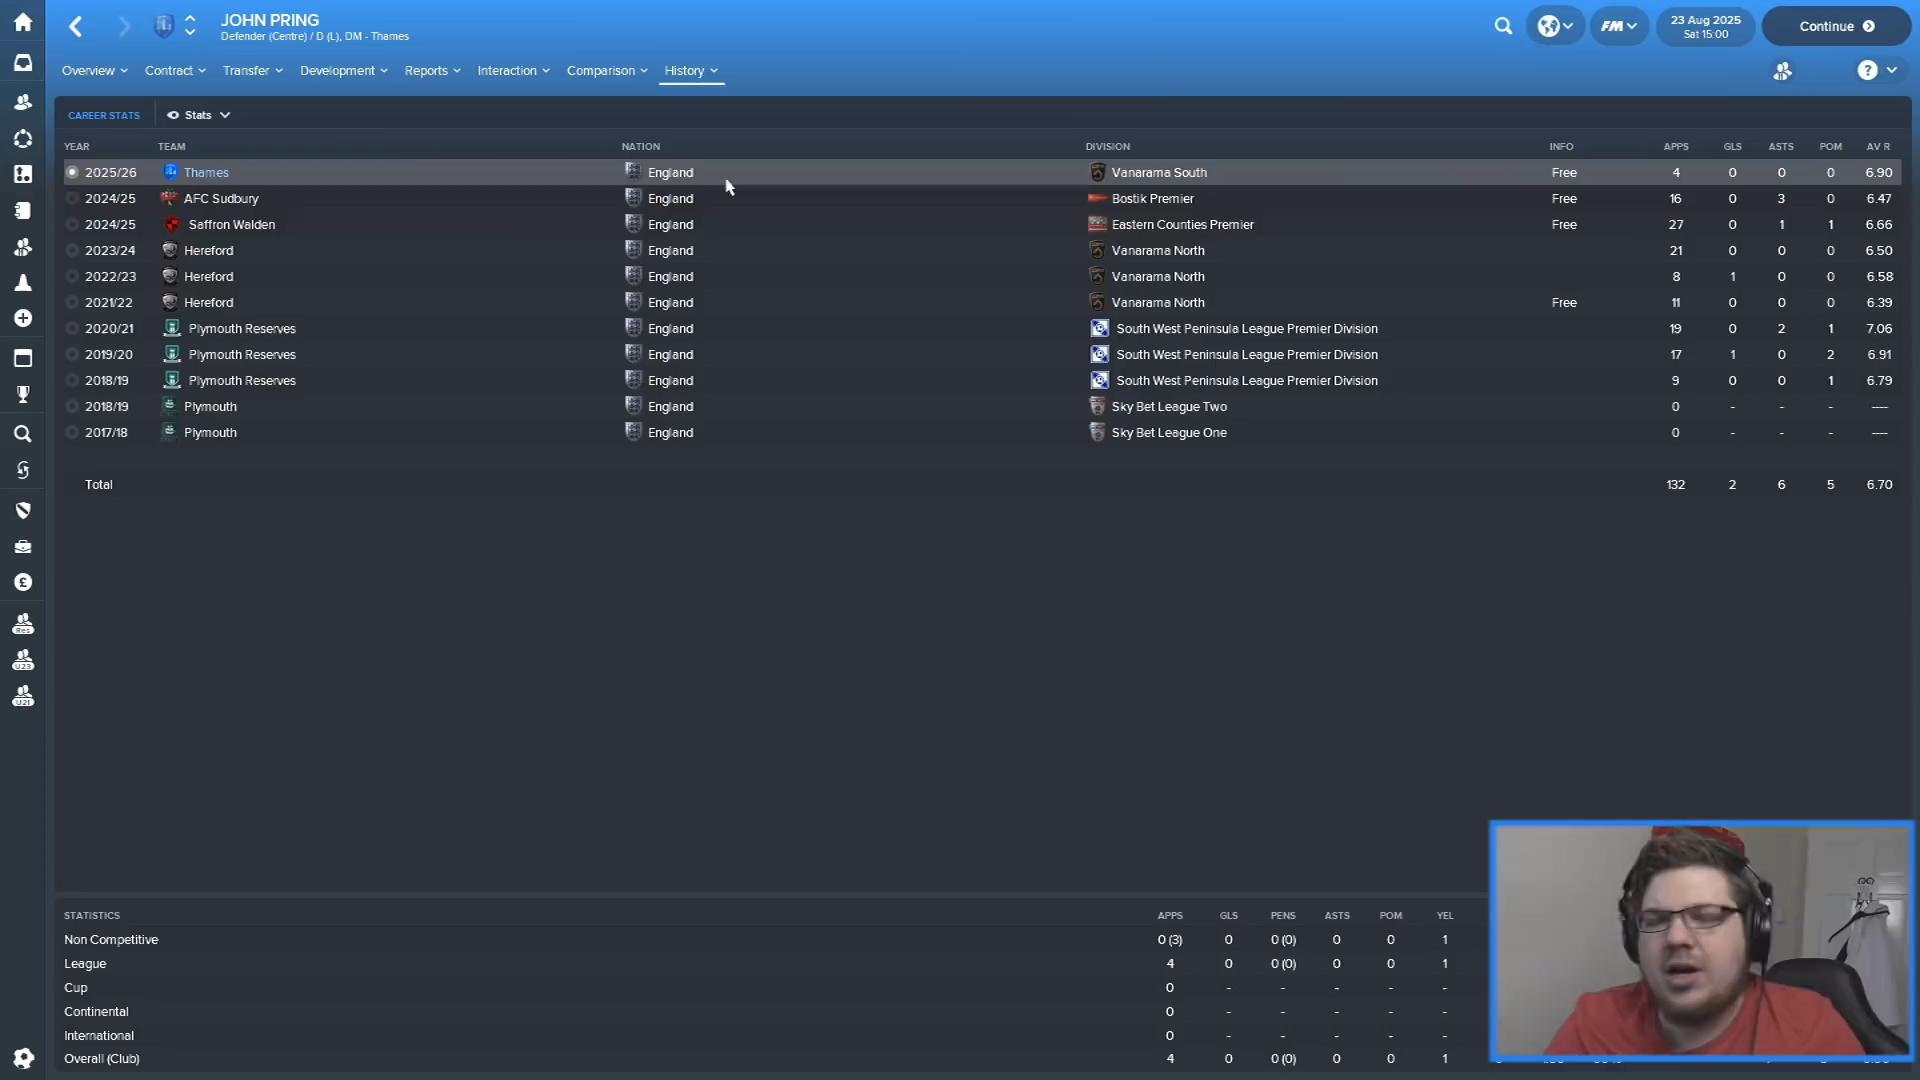 JOHN PRING
Defender (Centre) / D (L), DM - Thames
FM
23 Aug 2025
Sat 15:00
Continue
Overview Contract Transfer Development Reports Interaction Comparison History
?
CAREER STATS Stats
YEAR TEAM NATION DIVISION INFO APPS GLS ASTS POM AV R
2025/26 Thames England Vanarama South Free 4 0 0 0 6.90
2024/25 AFC Sudbury England Bostik Premier Free 16 0 3 0 6.47
2024/25 Saffron Walden England Eastern Counties Premier Free 27 0 1 1 6.66
2023/24 Hereford England Vanarama North 21 0 0 0 6.50
2022/23 Hereford England Vanarama North 8 1 0 0 6.58
2021/22 Hereford England Vanarama North Free 11 0 0 0 6.39
2020/21 Plymouth Reserves England South West Peninsula League Premier Division 19 0 2 1 7.06
2019/20 Plymouth Reserves England South West Peninsula League Premier Division 17 1 0 2 6.91
2018/19 Plymouth Reserves England South West Peninsula League Premier Division 9 0 0 1 6.79
2018/19 Plymouth England Sky Bet League Two 0 - - - ----
2017/18 Plymouth England Sky Bet League One 0 - - - ----
Total 132 2 6 5 6.70
£
Res
U23
U21
STATISTICS APPS GLS PENS ASTS POM YEL
Non Competitive 0 (3) 0 0 (0) 0 0 1
League 4 0 0 (0) 0 0 1
Cup 0 - - - - -
Continental 0 - - - - -
International 0 - - - - -
Overall (Club) 4 0 0 (0) 0 0 1